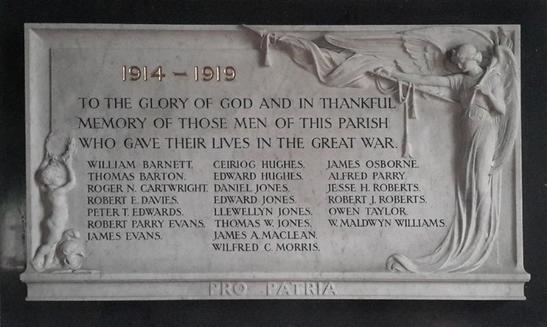 1914 – 1919
TO THE GLORY OF GOD AND IN THANKFUL
MEMORY OF THOSE MEN OF THIS PARISH
WHO GAVE THEIR LIVES IN THE GREAT WAR.
WILLIAM BARNETT.
THOMAS BARTON.
ROGER N. CARTWRIGHT.
ROBERT E. DAVIES.
PETER T. EDWARDS.
ROBERT PARRY EVANS.
JAMES EVANS.
CEIRIOG HUGHES.
EDWARD HUGHES.
DANIEL JONES.
EDWARD JONES.
LLEWELLYN JONES.
THOMAS W. JONES.
JAMES A. MACLEAN.
WILFRED C. MORRIS.
JAMES OSBORNE.
ALFRED PARRY.
JESSE H. ROBERTS.
ROBERT J. ROBERTS.
OWEN TAYLOR.
W. MALDWYN WILLIAMS.
PRO PATRIA